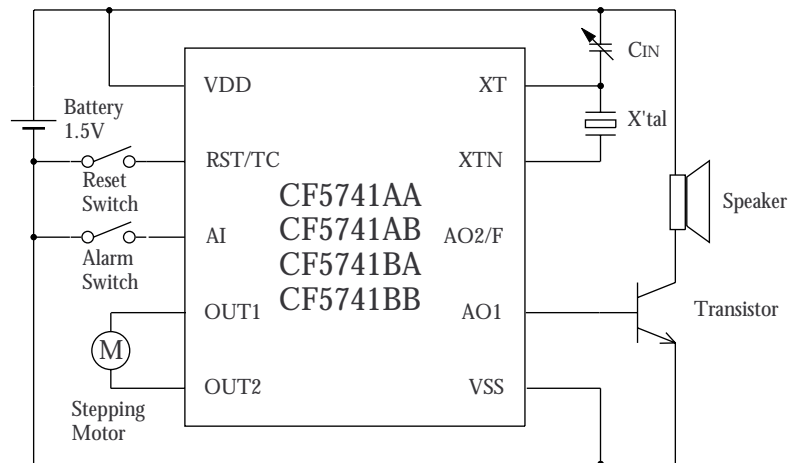 CIN
VDD
XT
Battery
1.5V
X'tal
RST/TC
XTN
Reset
Switch
CF5741AA
CF5741AB
CF5741BA
CF5741BB
Speaker
AI
AO2/F
Alarm
Switch
OUT1
AO1
Transistor
M
OUT2
VSS
Stepping
Motor